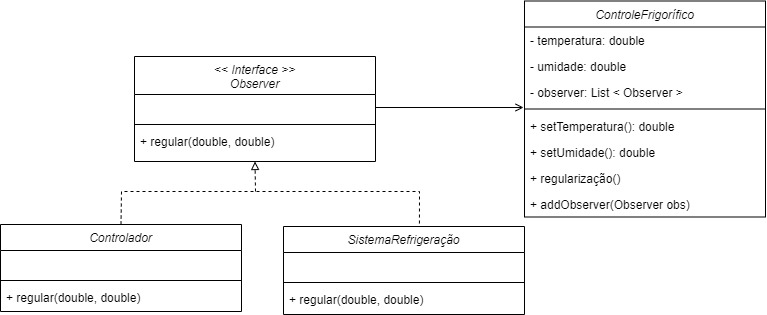 << Interface >>
Observer
+ regular(double, double)
ControleFrigorífico
- temperatura: double
- umidade: double
- observer: List < Observer >
+ setTemperatura(): double
+ setUmidade(): double
+ regularização()
+ addObserver(Observer obs)
Controlador
+ regular(double, double)
SistemaRefrigeração
+ regular(double, double)